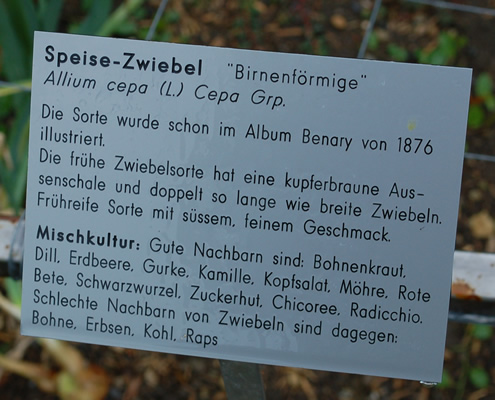 Speise-Zwiebel "Birnenförmige"
Allium cepa (L.) Cepa Grp.
Die Sorte wurde schon im Album Benary von 1876
illustriert.
Die frühe Zwiebelsorte hat eine kupferbraune Aus-
senschale und doppelt so lange wie breite Zwiebeln.
Frühreife Sorte mit süssem, feinem Geschmack.
Mischkultur: Gute Nachbarn sind: Bohnenkraut,
Dill, Erdbeere, Gurke, Kamille, Kopfsalat, Möhre, Rote
Bete, Schwarzwurzel, Zuckerhut, Chicoree, Radicchio.
Schlechte Nachbarn von Zwiebeln sind dagegen:
Bohne, Erbsen, Kohl, Raps